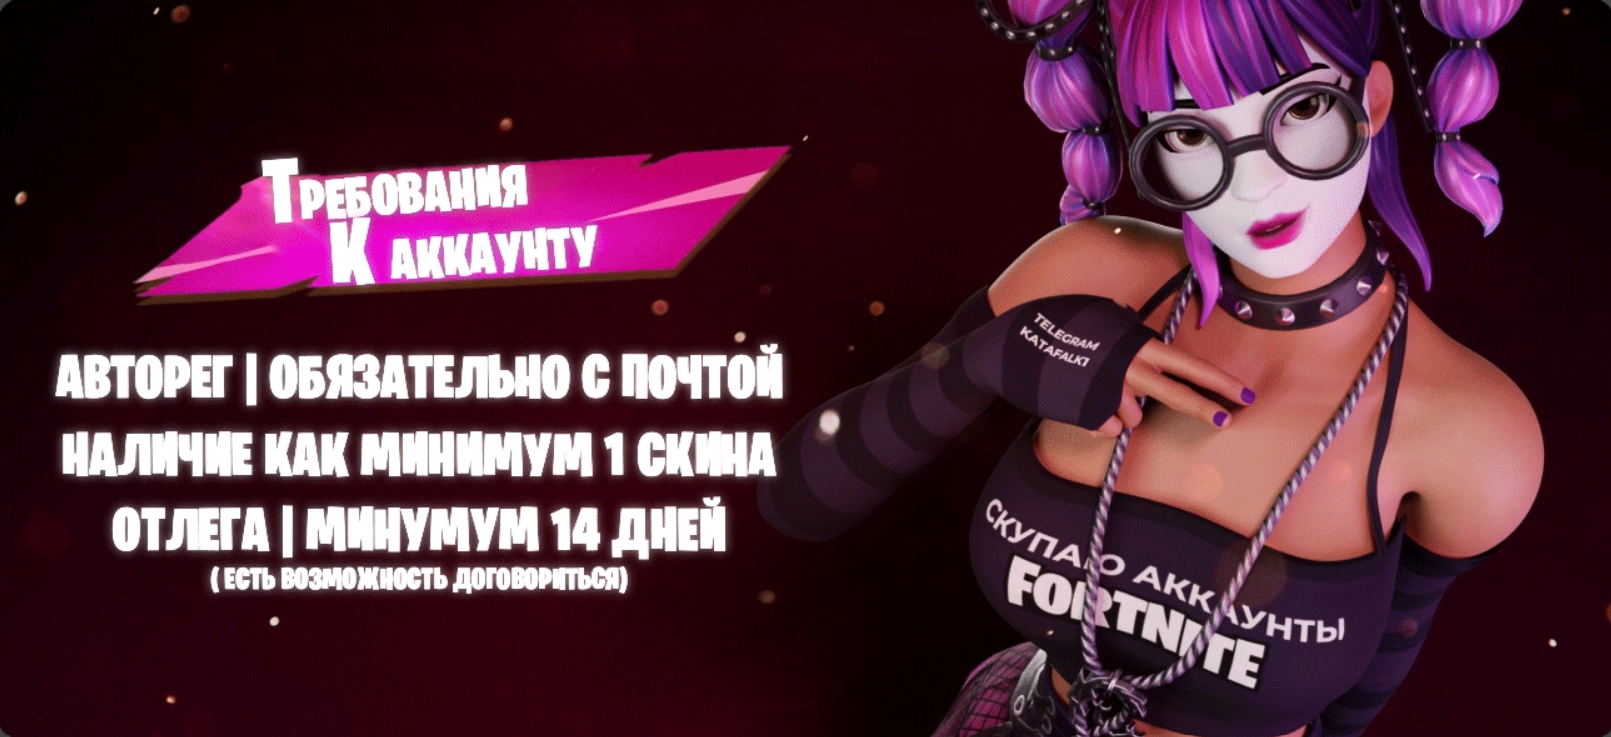 Требования
К аккаунту
АВТОРЕГ | ОБЯЗАТЕЛЬНО С ПОЧТОЙ
НАЛИЧИЕ КАК МИНИМУМ 1 СКИНА
ОТЛЕГА | МИНУМУМ 14 ДНЕЙ
( ЕСТЬ ВОЗМОЖНОСТЬ ДОГОВОРИТЬСЯ)
TELEGRAM
KATAFALK1
СКУПАЮ АККАУНТЫ
FORTNITE